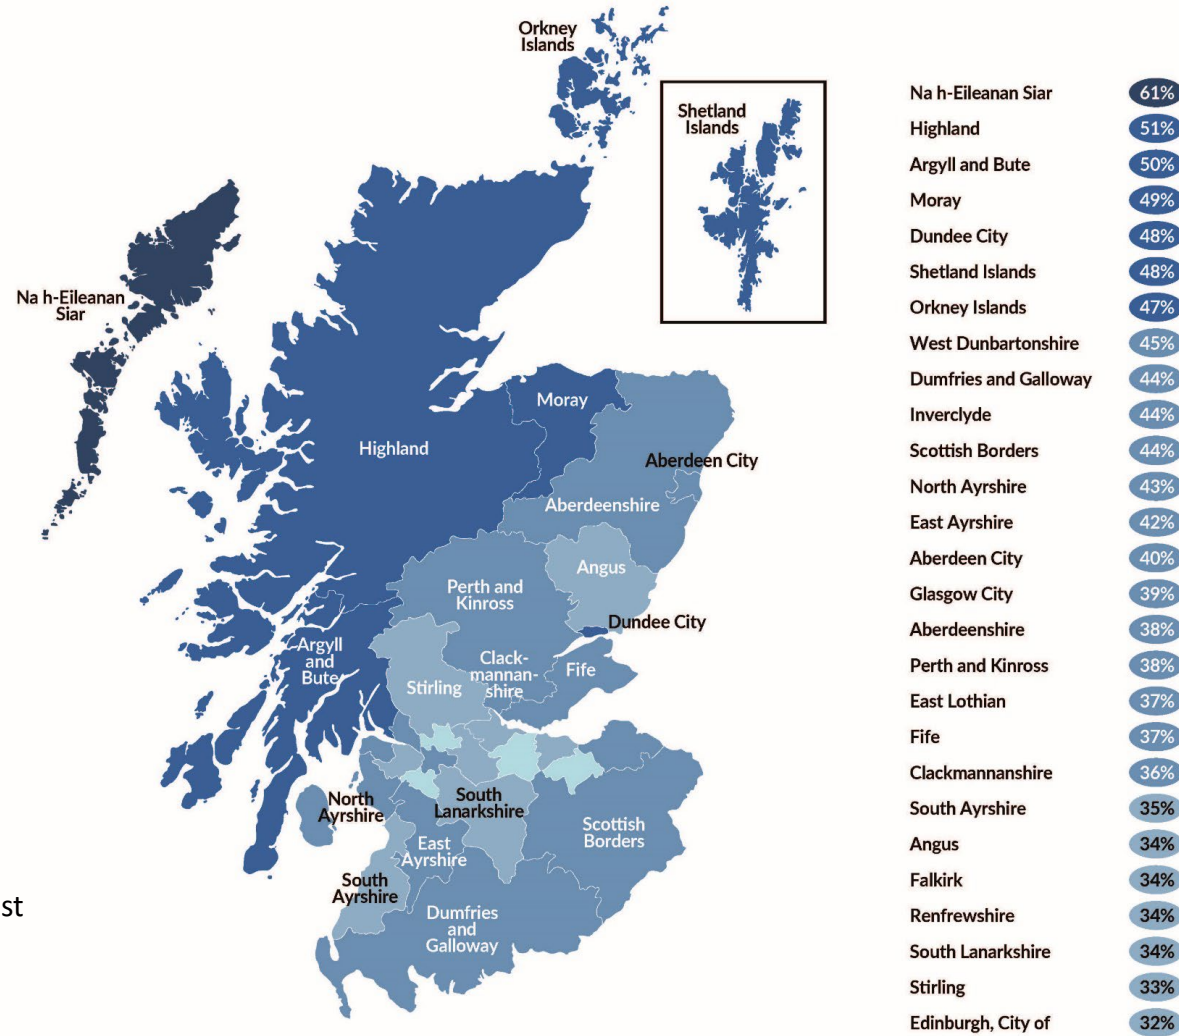 Orkney
Islands
Shetland
Islands
Na h-Eileanan
Siar
Moray
Highland
Aberdeen City
Aberdeenshire
Angus
Perth and
Kinross
Dundee City
Argyll
and
Bute
Clack-
mannan-
shire
Fife
Stirling
North
Ayrshire
South
Lanarkshire
Scottish
Borders
East
Ayrshire
South
Ayrshire
Dumfries
and
Galloway
st
Na h-Eileanan Siar 61%
Highland 51%
Argyll and Bute 50%
Moray 49%
Dundee City 48%
Shetland Islands 48%
Orkney Islands 47%
West Dunbartonshire 45%
Dumfries and Galloway 44%
Inverclyde 44%
Scottish Borders 44%
North Ayrshire 43%
East Ayrshire 42%
Aberdeen City 40%
Glasgow City 39%
Aberdeenshire 38%
Perth and Kinross 38%
East Lothian 37%
Fife 37%
Clackmannanshire 36%
South Ayrshire 35%
Angus 34%
Falkirk 34%
Renfrewshire 34%
South Lanarkshire 34%
Stirling 33%
Edinburgh, City of 32%